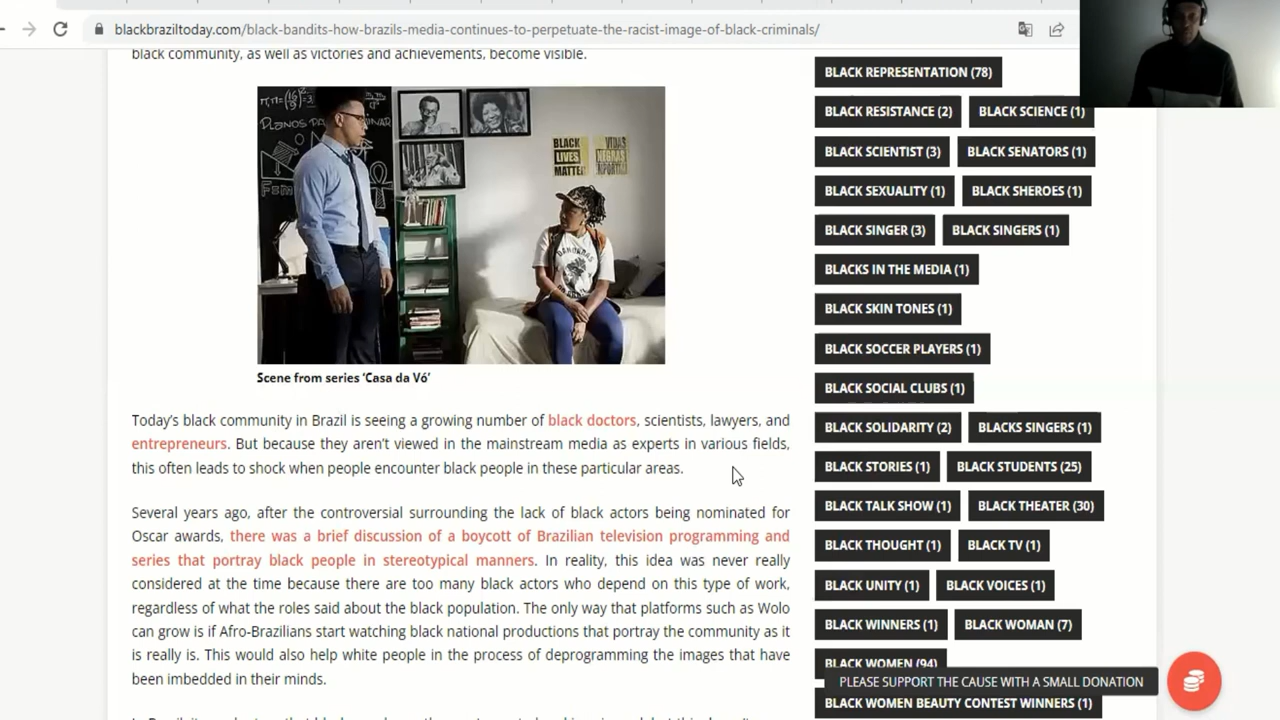 blackbraziltoday.com/black-bandits-how-brazils-media-continues-to-perpetuate-the-racist-image-of-black-criminals/
black community, as well as victories and achievements, become visible.
PLANOS PA
BLACK
LIVES
MATTER
VIDAS
NEGRAS
Scene from series ‘Casa da Vó’
Today’s black community in Brazil is seeing a growing number of black doctors, scientists, lawyers, and
entrepreneurs. But because they aren’t viewed in the mainstream media as experts in various fields,
this often leads to shock when people encounter black people in these particular areas.
Several years ago, after the controversial surrounding the lack of black actors being nominated for
Oscar awards, there was a brief discussion of a boycott of Brazilian television programming and
series that portray black people in stereotypical manners. In reality, this idea was never really
considered at the time because there are too many black actors who depend on this type of work,
regardless of what the roles said about the black population. The only way that platforms such as Wolo
can grow is if Afro-Brazilians start watching black national productions that portray the community as it
is really is. This would also help white people in the process of deprogramming the images that have
been imbedded in their minds.
BLACK REPRESENTATION (78)
BLACK RESISTANCE (2) BLACK SCIENCE (1)
BLACK SCIENTIST (3) BLACK SENATORS (1)
BLACK SEXUALITY (1) BLACK SHEROES (1)
BLACK SINGER (3) BLACK SINGERS (1)
BLACKS IN THE MEDIA (1)
BLACK SKIN TONES (1)
BLACK SOCCER PLAYERS (1)
BLACK SOCIAL CLUBS (1)
BLACK SOLIDARITY (2) BLACKS SINGERS (1)
BLACK STORIES (1) BLACK STUDENTS (25)
BLACK TALK SHOW (1) BLACK THEATER (30)
BLACK THOUGHT (1) BLACK TV (1)
BLACK UNITY (1) BLACK VOICES (1)
BLACK WINNERS (1) BLACK WOMAN (7)
BLACK WOMEN (94)
PLEASE SUPPORT THE CAUSE WITH A SMALL DONATION
BLACK WOMEN BEAUTY CONTEST WINNERS (1)